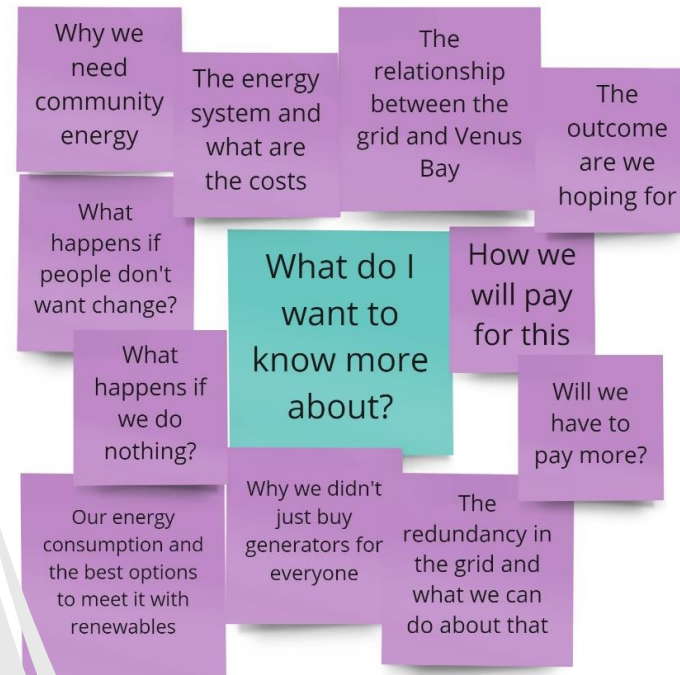 Why we
need
community
energy
The energy
system and
what are
the costs
The
relationship
between the
grid and Venus
Bay
The
outcome
are we
hoping for
What
happens if
people don't
want change?
What do I
want to
know more
about?
How we
will pay
for this
What
happens if
we do
nothing?
Will we
have to
pay more?
Our energy
consumption and
the best options
to meet it with
renewables
Why we didn't
just buy
generators for
everyone
The
redundancy in
the grid and
what we can
do about that